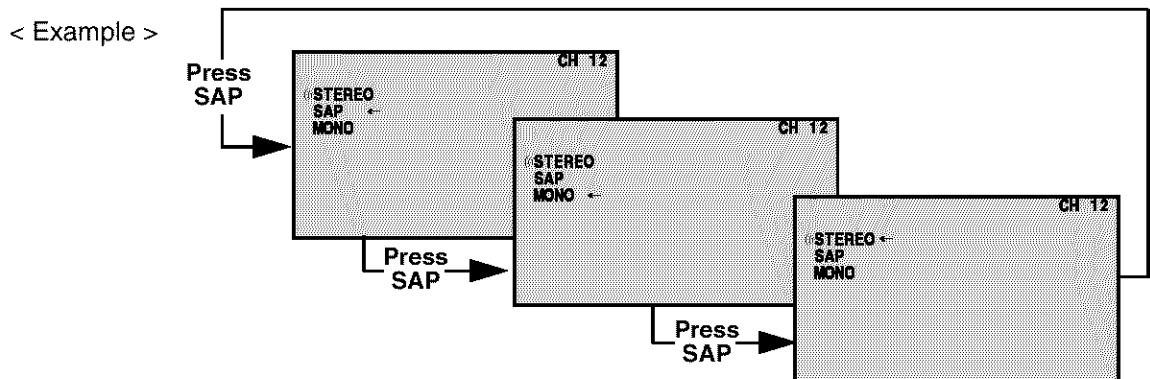 < Example >
Press
SAP
CH 12
STEREO
SAP ←
MONO
Press
SAP
CH 12
STEREO
SAP
MONO ←
Press
SAP
CH 12
STEREO ←
SAP
MONO